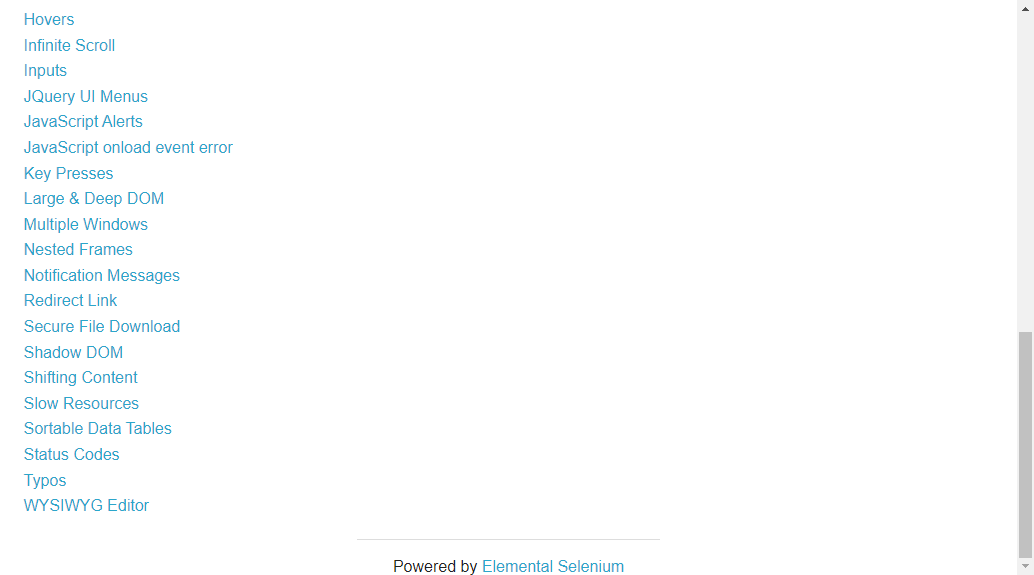 Hovers
Infinite Scroll
Inputs
JQuery UI Menus
JavaScript Alerts
JavaScript onload event error
Key Presses
Large & Deep DOM
Multiple Windows
Nested Frames
Notification Messages
Redirect Link
Secure File Download
Shadow DOM
Shifting Content
Slow Resources
Sortable Data Tables
Status Codes
Typos
WYSIWYG Editor
Powered by Elemental Selenium